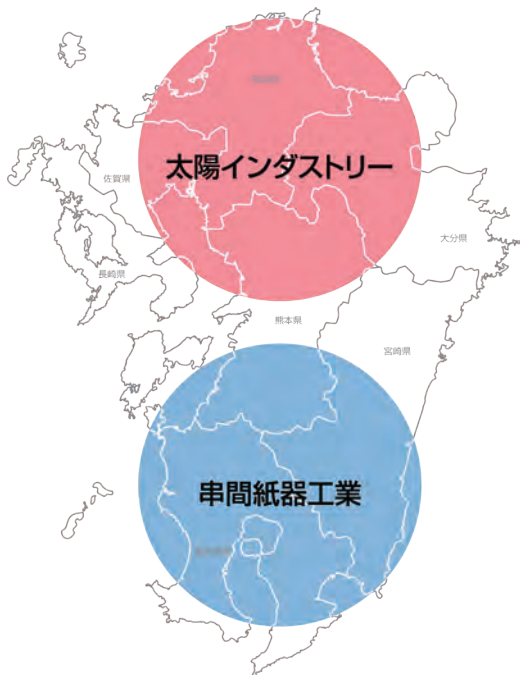 太陽インダストリー
佐賀県
大分県
長崎県
熊本県
宮崎県
串間紙器工業